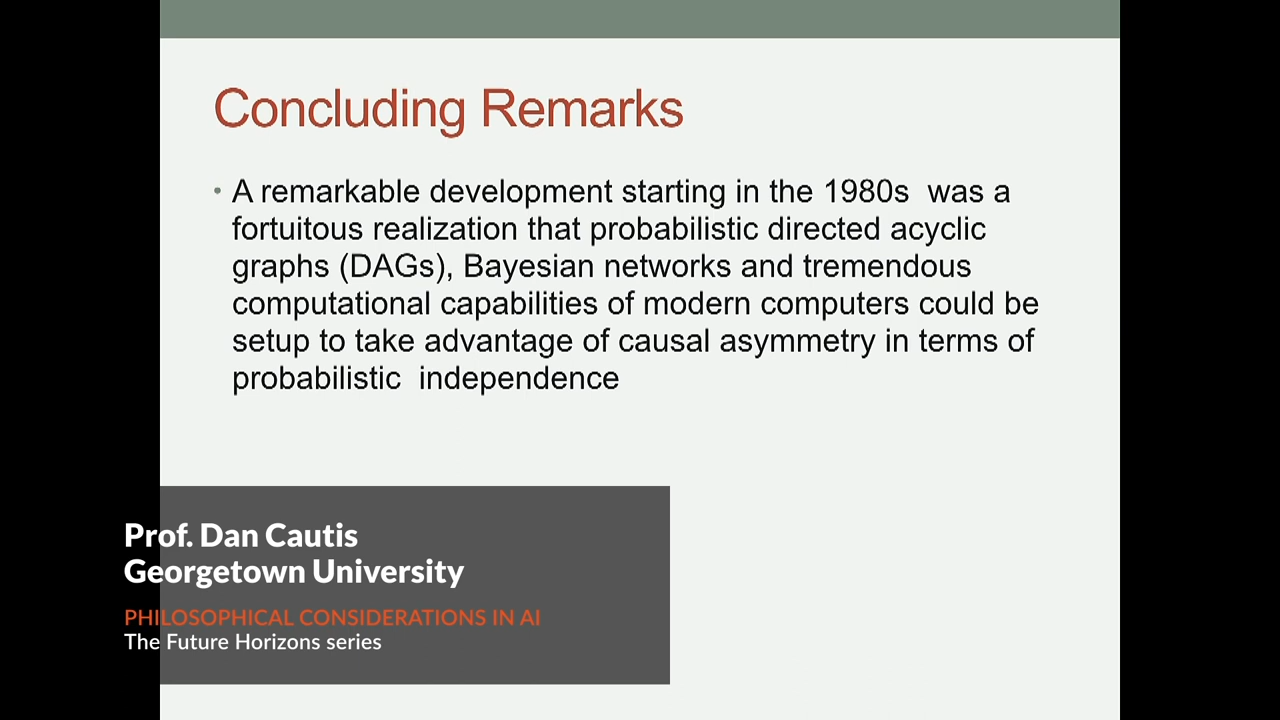 Concluding Remarks
• A remarkable development starting in the 1980s  was a
fortuitous realization that probabilistic directed acyclic
graphs (DAGs), Bayesian networks and tremendous
computational capabilities of modern computers could be
setup to take advantage of causal asymmetry in terms of
probabilistic  independence
Prof. Dan Cautis
Georgetown University
PHILOSOPHICAL CONSIDERATIONS IN AI
The Future Horizons series